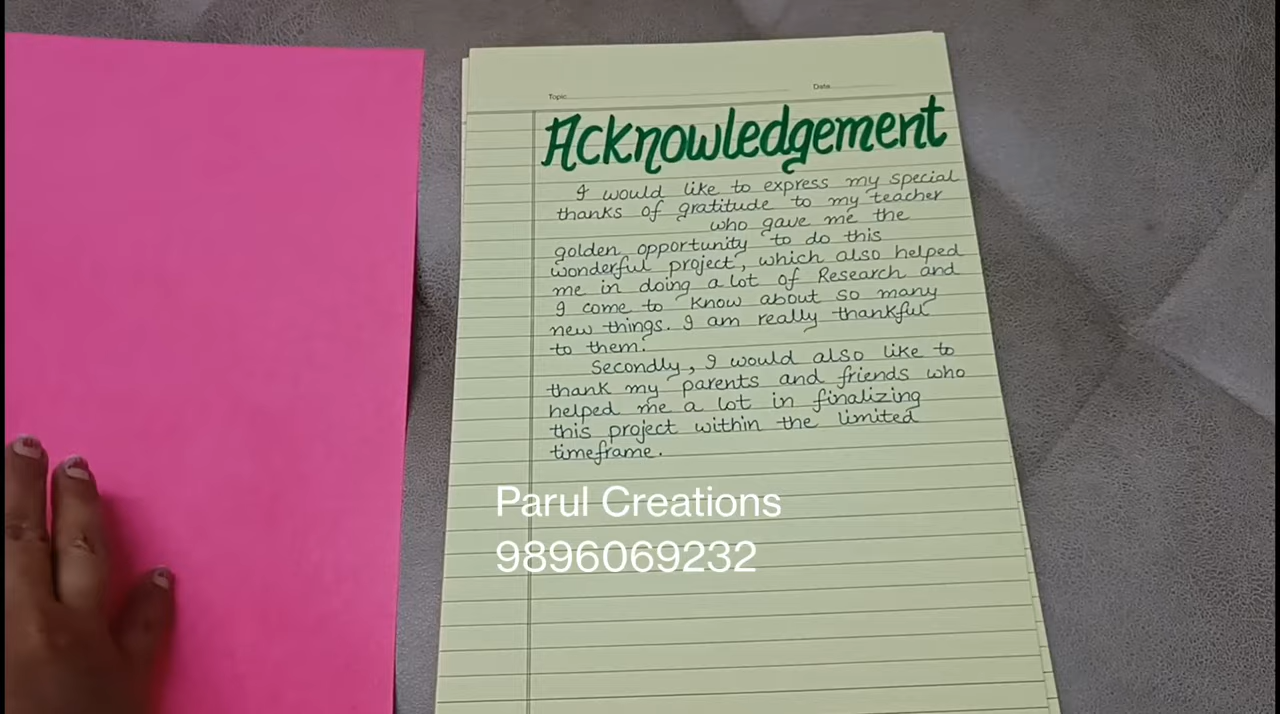 Topic
Date
Acknowledgement
I would like to express my special
thanks of gratitude to my teacher
who gave me the
golden opportunity to do this
wonderful project, which also helped
me in doing a lot of Research and
I come to know about so many
new things. I am really thankful
to them.
Secondly, I would also like to
thank my parents and friends who
helped me a lot in finalizing
this project within the limited
timeframe.
Parul Creations
9896069232